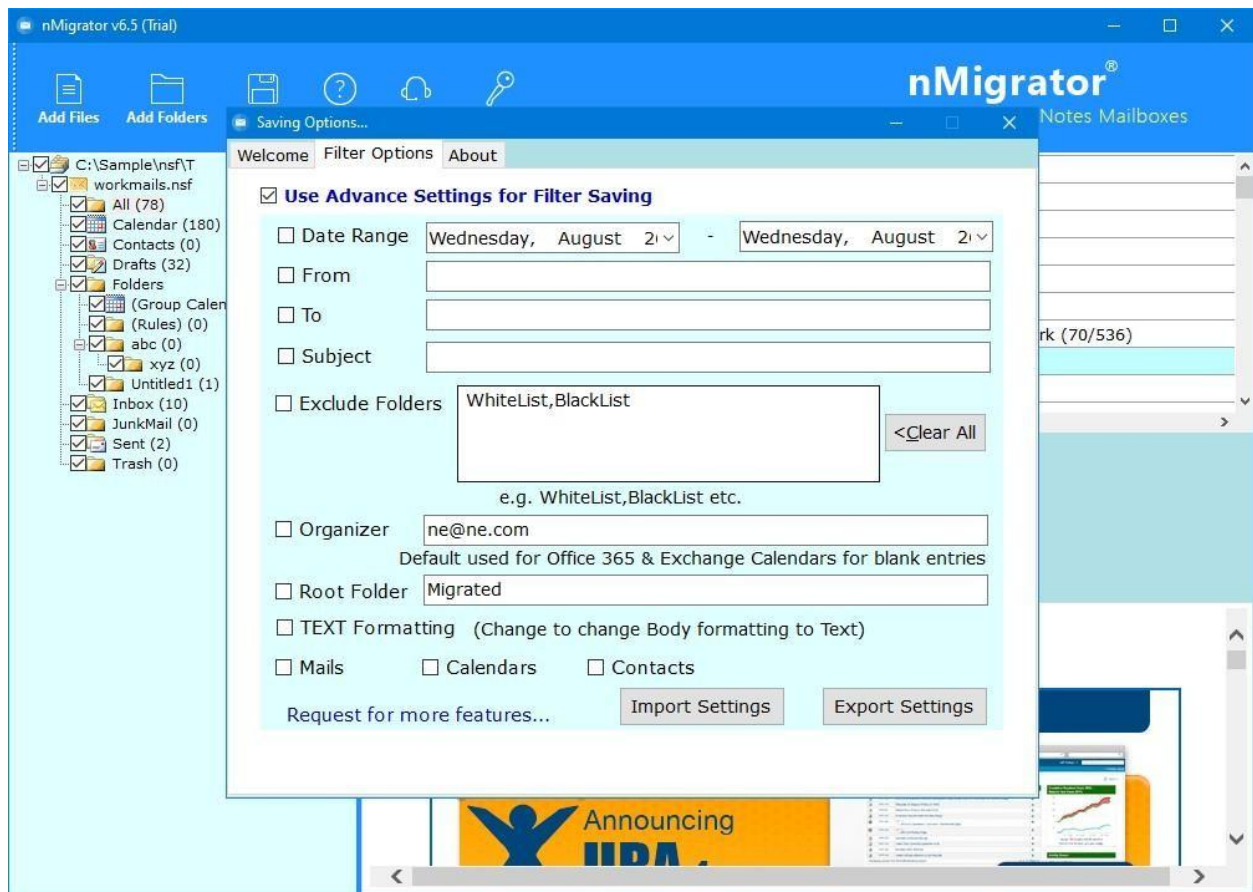 nMigrator v6.5 (Trial)
Add Files
Add Folders
nMigrator®
Notes Mailboxes
Saving Options...
Welcome
Filter Options
About
Use Advance Settings for Filter Saving
Date Range
Wednesday, August
-
Wednesday, August
From
To
Subject
Exclude Folders
WhiteList,BlackList
<Clear All
e.g. WhiteList,BlackList etc.
Organizer
ne@ne.com
Default used for Office 365 & Exchange Calendars for blank entries
Root Folder
Migrated
TEXT Formatting (Change to change Body formatting to Text)
Mails
Calendars
Contacts
Request for more features...
Import Settings
Export Settings
C:\Sample\nsf\T
workmails.nsf
All (78)
Calendar (180)
Contacts (0)
Drafts (32)
Folders
(Group Calen
(Rules) (0)
abc (0)
xyz (0)
Untitled1 (1)
Inbox (10)
JunkMail (0)
Sent (2)
Trash (0)
rk (70/536)
Announcing